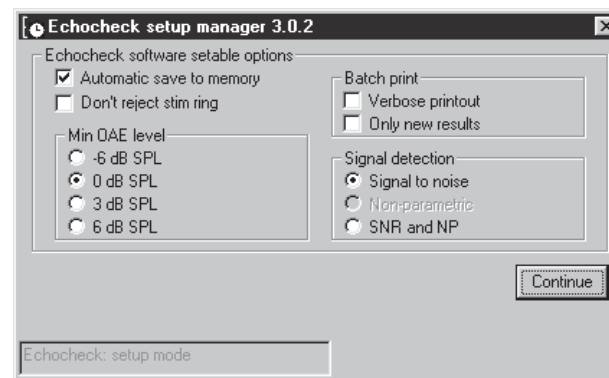 Echocheck setup manager 3.0.2
Echocheck software setable options
Automatic save to memory
Don't reject stim ring
Min OAE level
-6 dB SPL
0 dB SPL
3 dB SPL
6 dB SPL
Batch print
Verbose printout
Only new results
Signal detection
Signal to noise
Non-parametric
SNR and NP
Continue
Echocheck: setup mode